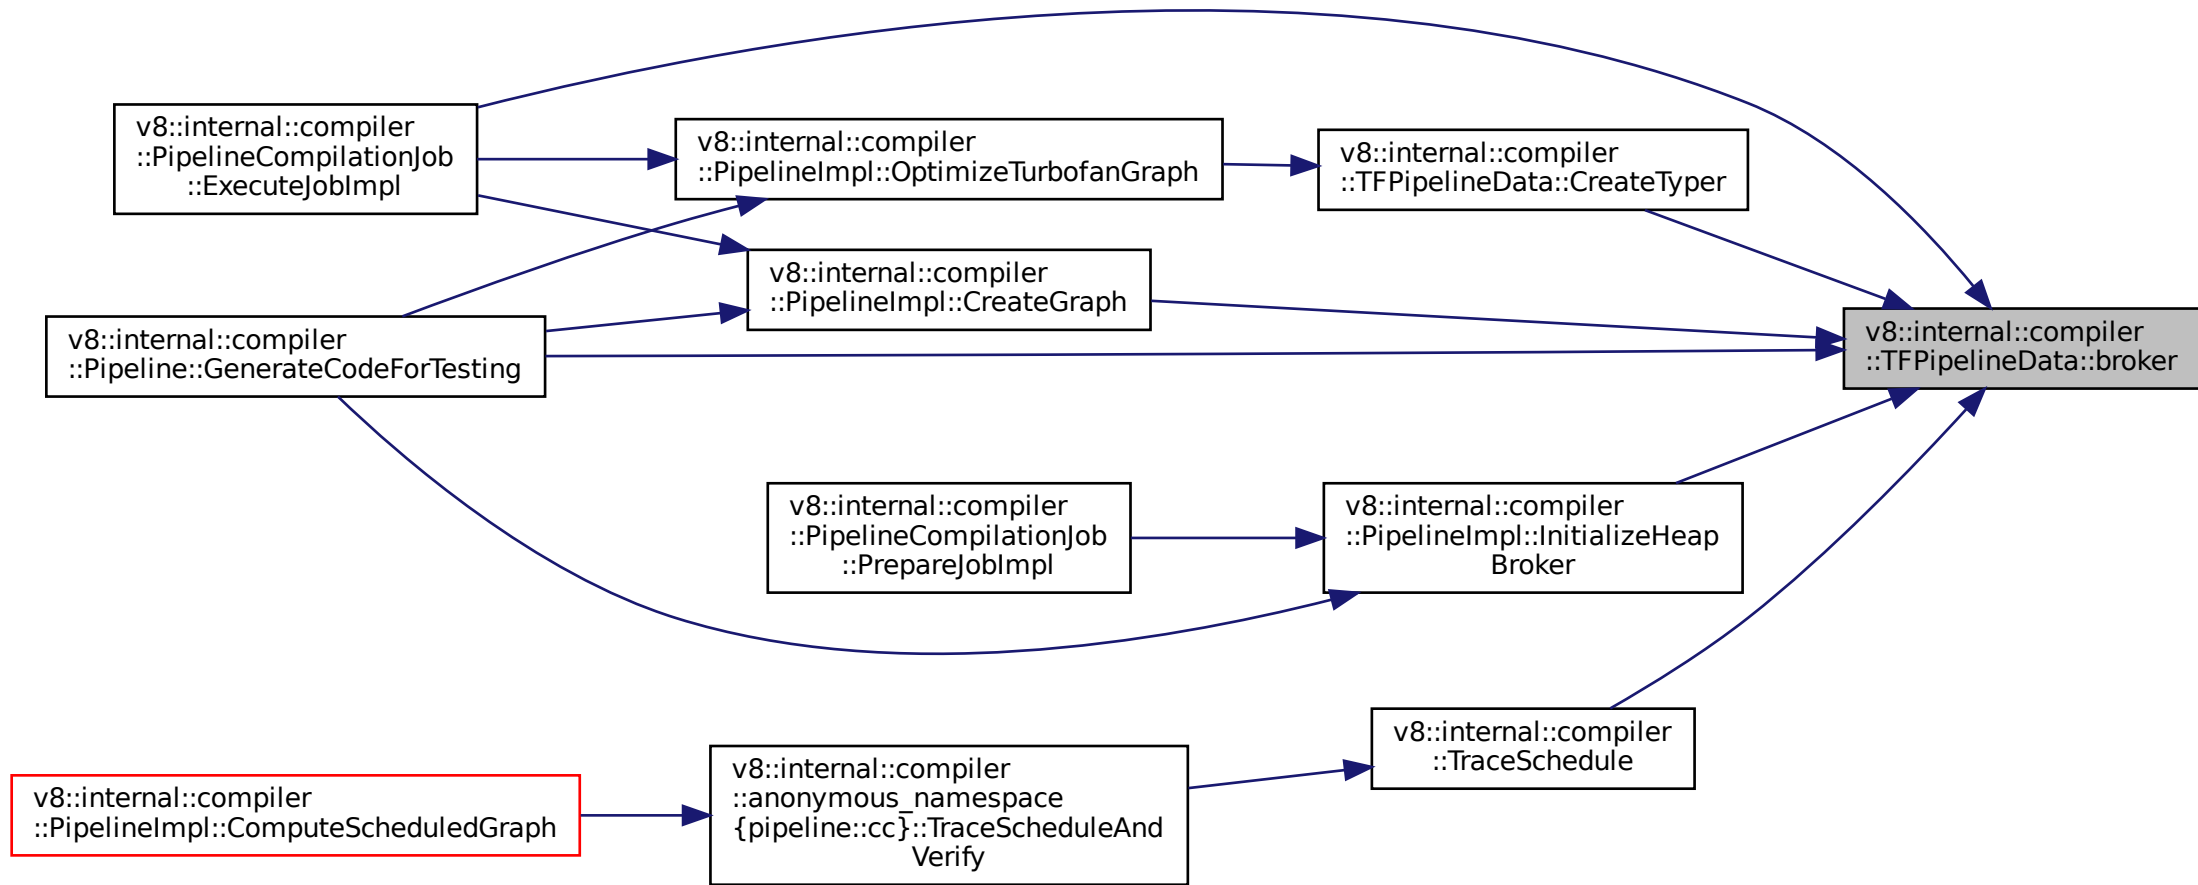 v8::internal::compiler
::PipelineCompilationJob
::ExecuteJobImpl
v8::internal::compiler
::PipelineImpl::OptimizeTurbofanGraph
v8::internal::compiler
::TFPipelineData::CreateTyper
v8::internal::compiler
::PipelineImpl::CreateGraph
v8::internal::compiler
::Pipeline::GenerateCodeForTesting
v8::internal::compiler
::TFPipelineData::broker
v8::internal::compiler
::PipelineCompilationJob
::PrepareJobImpl
v8::internal::compiler
::PipelineImpl::InitializeHeap
Broker
v8::internal::compiler
::TraceSchedule
v8::internal::compiler
::anonymous_namespace
{pipeline::cc}::TraceScheduleAnd
Verify
v8::internal::compiler
::PipelineImpl::ComputeScheduledGraph